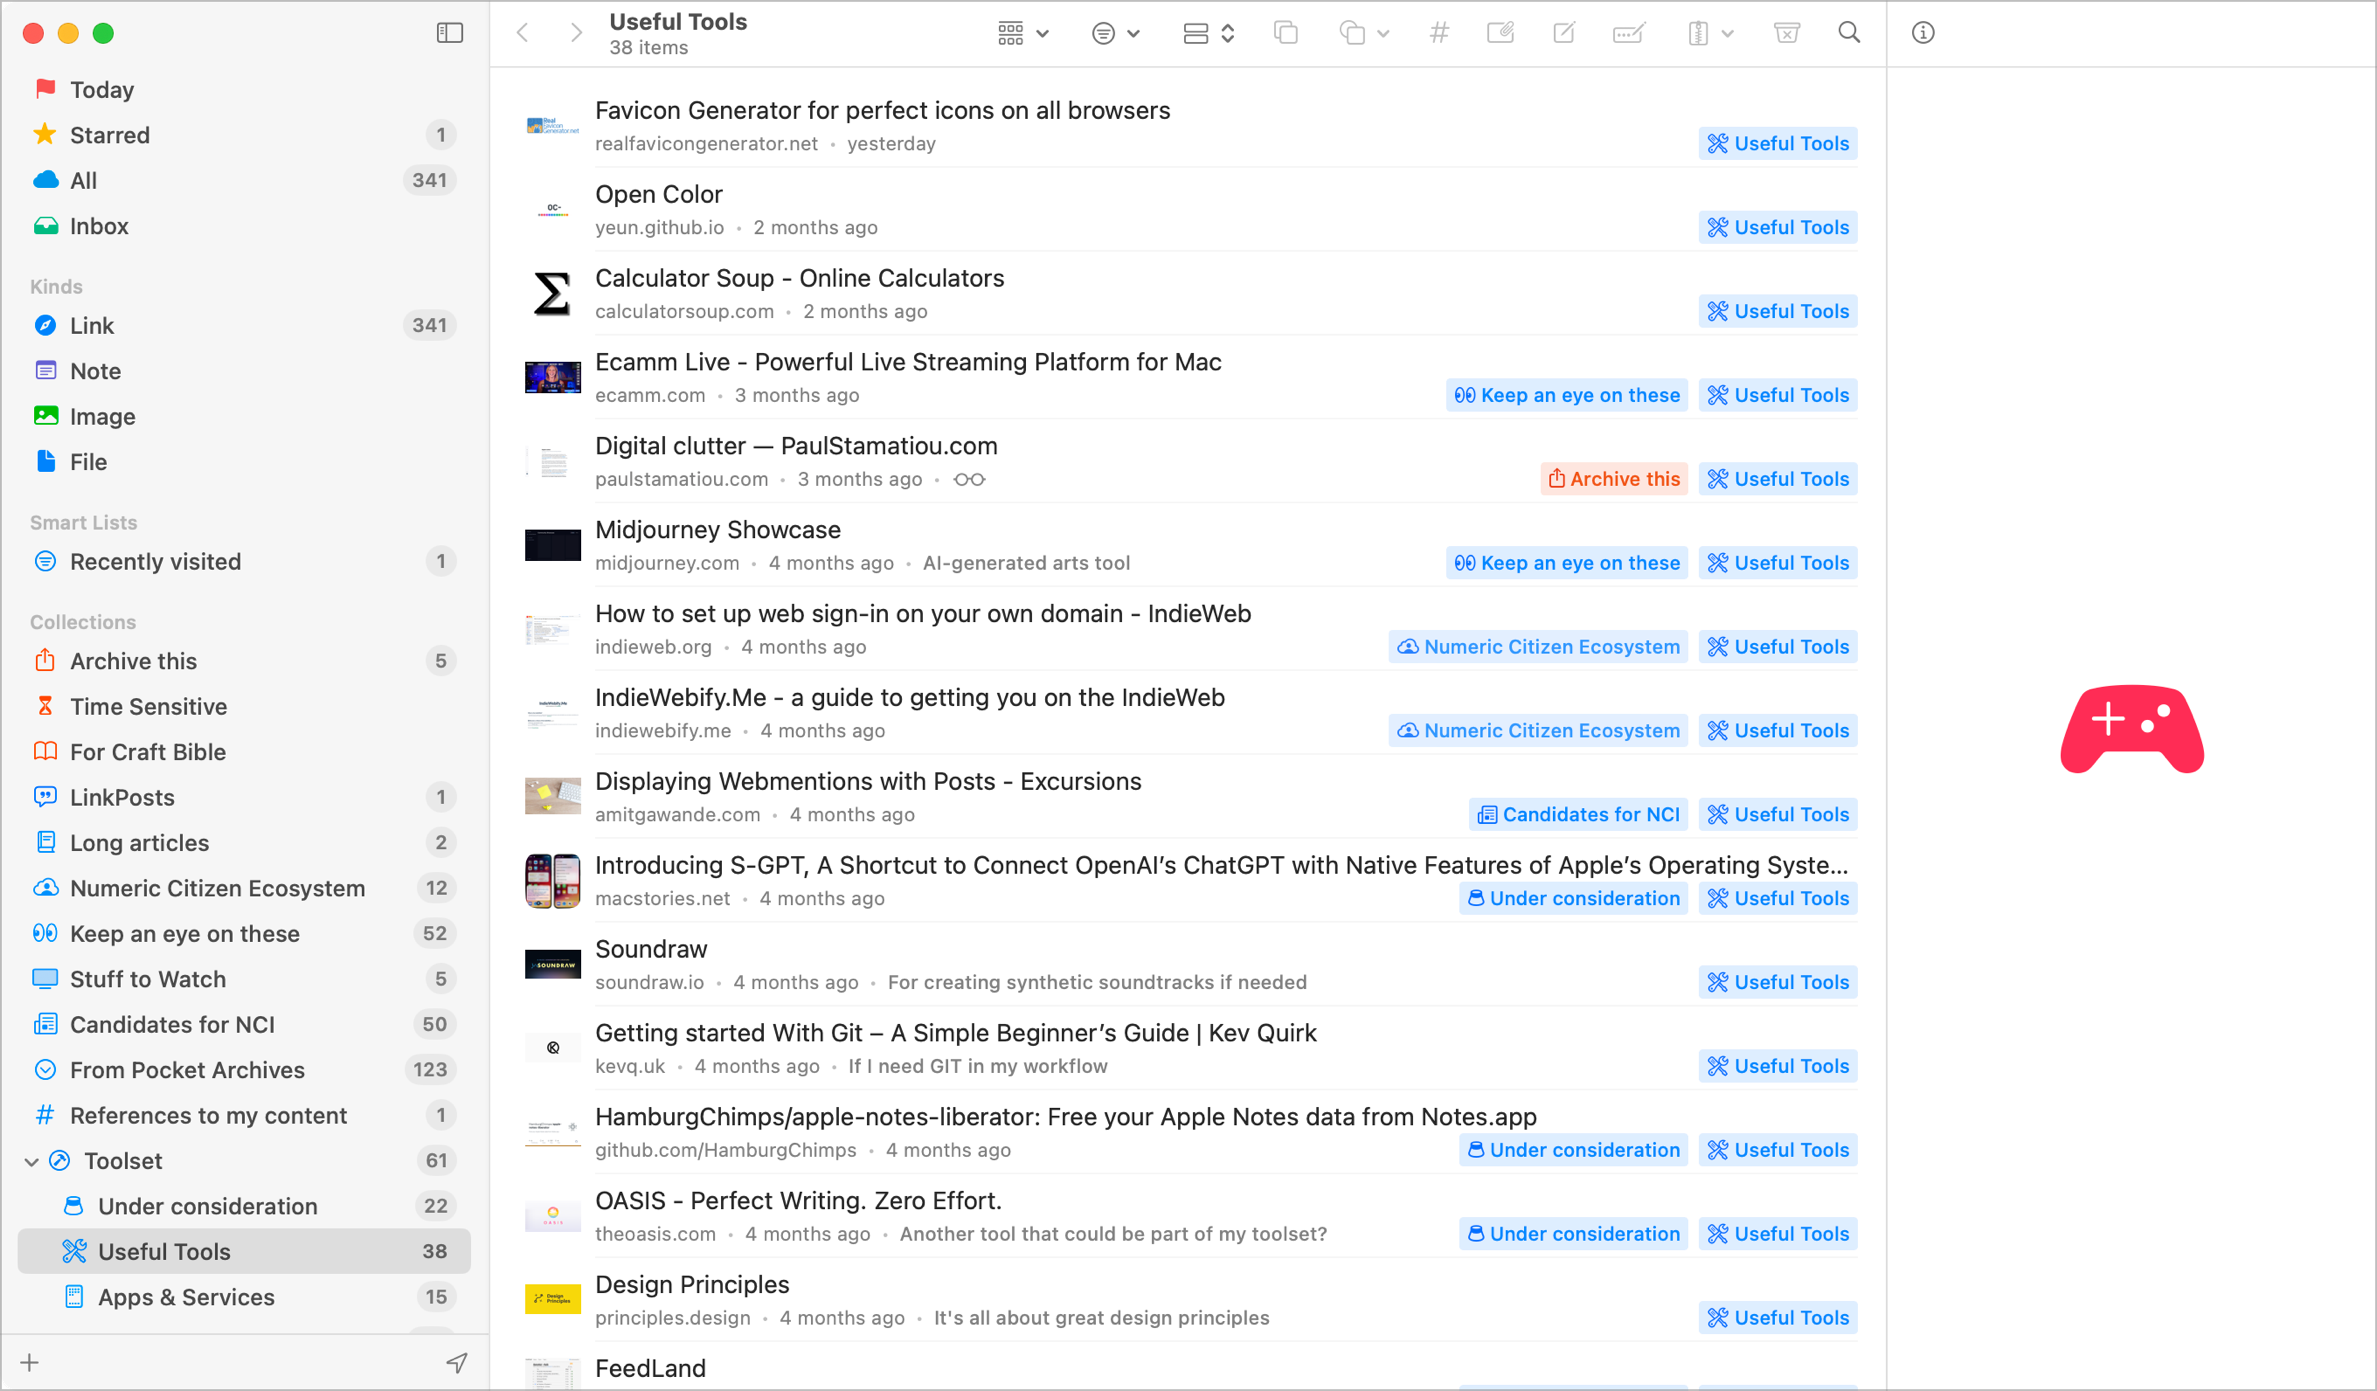 Useful Tools
38 items
Today
Starred 1
All 341
Inbox
Kinds
Link 341
Note
Image
File
Smart Lists
Recently visited 1
Collections
Archive this 5
Time Sensitive
For Craft Bible
LinkPosts 1
Long articles 2
Numeric Citizen Ecosystem 12
Keep an eye on these 52
Stuff to Watch 5
Candidates for NCI 50
From Pocket Archives 123
References to my content 1
Toolset 61
Under consideration 22
Useful Tools 38
Apps & Services 15
Favicon Generator for perfect icons on all browsers
realfavicongenerator.net • yesterday
Useful Tools
Open Color
yeun.github.io • 2 months ago
Useful Tools
Calculator Soup - Online Calculators
calculatorsoup.com • 2 months ago
Useful Tools
Ecamm Live - Powerful Live Streaming Platform for Mac
ecamm.com • 3 months ago
Keep an eye on these Useful Tools
Digital clutter — PaulStamatiou.com
paulstamatiou.com • 3 months ago •
Archive this Useful Tools
Midjourney Showcase
midjourney.com • 4 months ago • AI-generated arts tool
Keep an eye on these Useful Tools
How to set up web sign-in on your own domain - IndieWeb
indieweb.org • 4 months ago
Numeric Citizen Ecosystem Useful Tools
IndieWebify.Me - a guide to getting you on the IndieWeb
indiewebify.me • 4 months ago
Numeric Citizen Ecosystem Useful Tools
Displaying Webmentions with Posts - Excursions
amitgawande.com • 4 months ago
Candidates for NCI Useful Tools
Introducing S-GPT, A Shortcut to Connect OpenAI’s ChatGPT with Native Features of Apple’s Operating Syste...
macstories.net • 4 months ago
Under consideration Useful Tools
SOUNDRAW
Soundraw
soundraw.io • 4 months ago • For creating synthetic soundtracks if needed
Useful Tools
Getting started With Git – A Simple Beginner’s Guide | Kev Quirk
kevq.uk • 4 months ago • If I need GIT in my workflow
Useful Tools
HamburgChimps/apple-notes-liberator: Free your Apple Notes data from Notes.app
github.com/HamburgChimps • 4 months ago
Under consideration Useful Tools
OASIS - Perfect Writing. Zero Effort.
theoasis.com • 4 months ago • Another tool that could be part of my toolset?
Under consideration Useful Tools
Design Principles
Design Principles
principles.design • 4 months ago • It's all about great design principles
Useful Tools
FeedLand